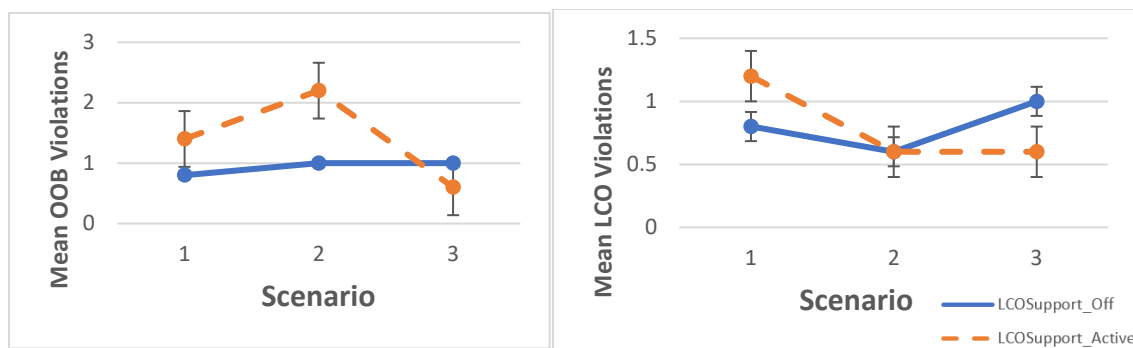 Mean OOB Violations
3
2
1
0
1 2 3
Scenario
Mean LCO Violations
1.5
1
0.5
0
1 2 3
Scenario
LCOSupport_Off
LCOSupport_Active